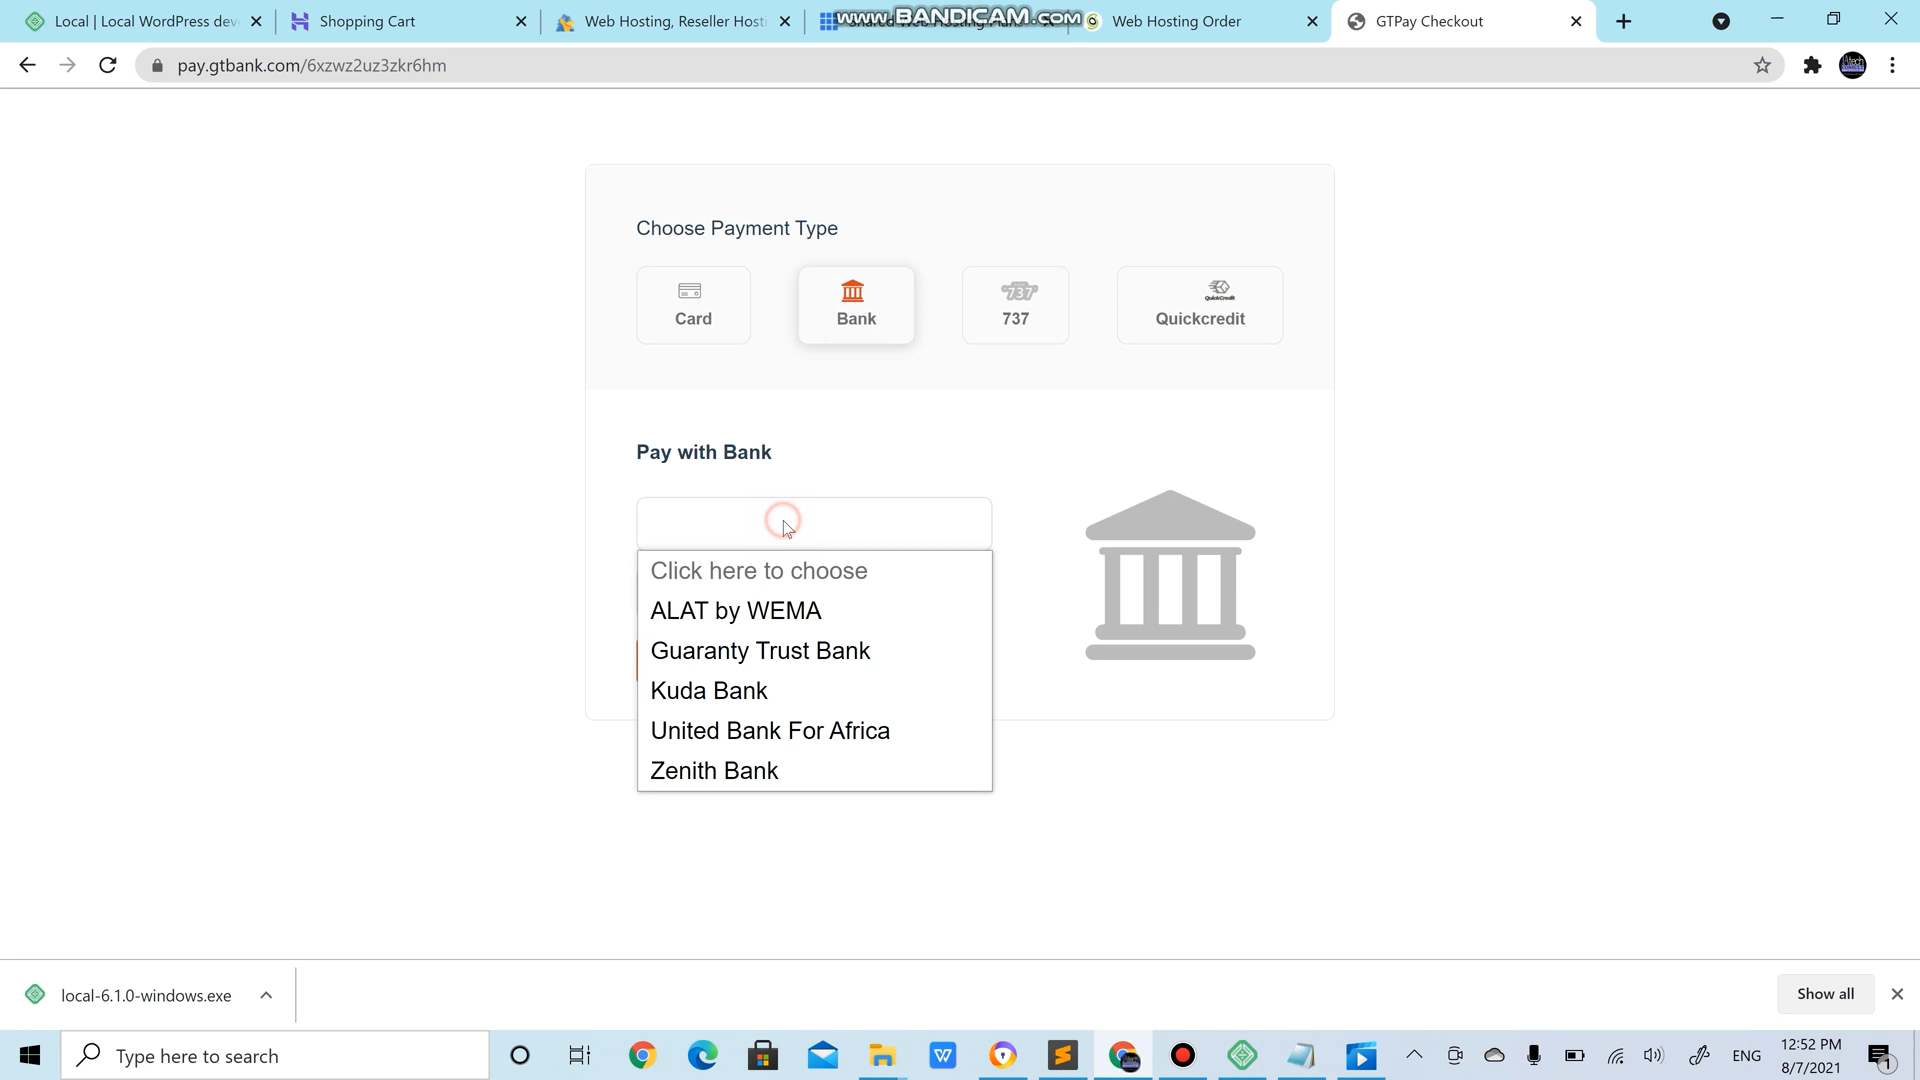 Local | Local WordPress dev
Shopping Cart
Web Hosting, Reseller Hosti
www.BANDICAM.com
Web Hosting Order
GTPay Checkout
pay.gtbank.com/6xzwz2uz3zkr6hm
Choose Payment Type
Card
Bank
737
737
QuickCredit
Quickcredit
Pay with Bank
Click here to choose
ALAT by WEMA
Guaranty Trust Bank
Kuda Bank
United Bank For Africa
Zenith Bank
local-6.1.0-windows.exe
Show all
Type here to search
ENG
12:52 PM
8/7/2021
1